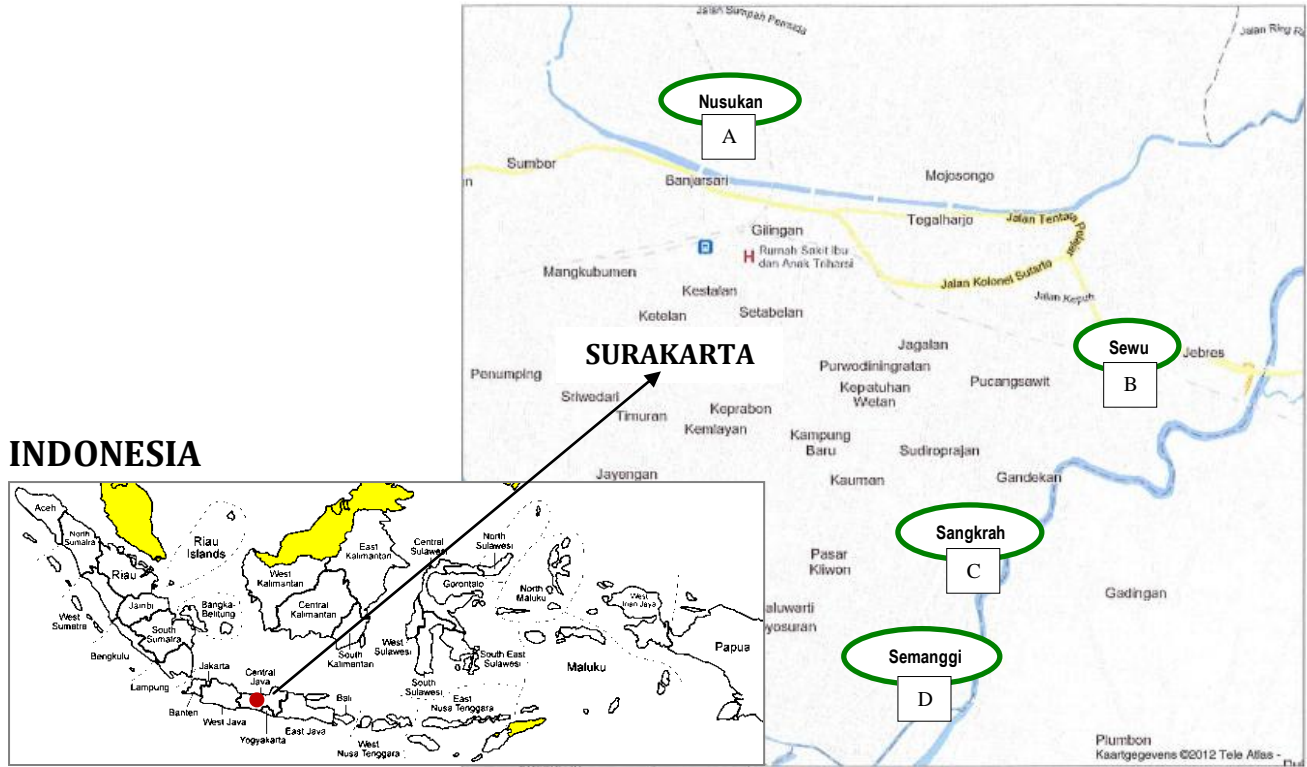 Jalan Sumpah Pemuda
Jalan Ring R
Nusukan
A
Sumbor
n
Banjarsari
Mojosongo
Togalharjo
Jalan Tentara Pelajar
Gilingan
H Rumah Sakit Ibu
dan Anak Triharsi
Mangkubumen
Jalan Kolonel Sutarto
Kestalan
Jalan Kepuh
Ketelan
Setabelan
SURAKARTA
Jagalan
Sewu
Jebres
B
Purwodiningratan
Penumping
Kepatuhan
Wetan
Pucangsawit
Sriwedari
Timuran
Keprabon
Kemlayan
Kampung
Baru
Sudiroprajan
Jayongan
Kauman
Gandekan
Sangkrah
C
Pasar
Kliwon
Gadingan
aluwarti
yosuran
Semanggi
D
Plumbon
Kaartgegevens ©2012 Tele Atlas -
INDONESIA
Aceh
North
Sumatra
Riau
Islands
Riau
West
Sumatra
Jambi
Bangka-
Belitung
South
Sumatra
Bengkulu
Lampung
Jakarta
Banten
West Java
Central
Java
Yogyakarta
East Java
Bali
West
Kalimantan
Central
Kalimantan
East
Kalimantan
South
Kalimantan
Central
Sulawesi
North
Sulawesi
Gorontalo
West
Sulawesi
South
Sulawesi
South East
Sulawesi
North
Maluku
Maluku
West
Irian Jaya
Papua
West
Nusa Tenggara
East
Nusa Tenggara